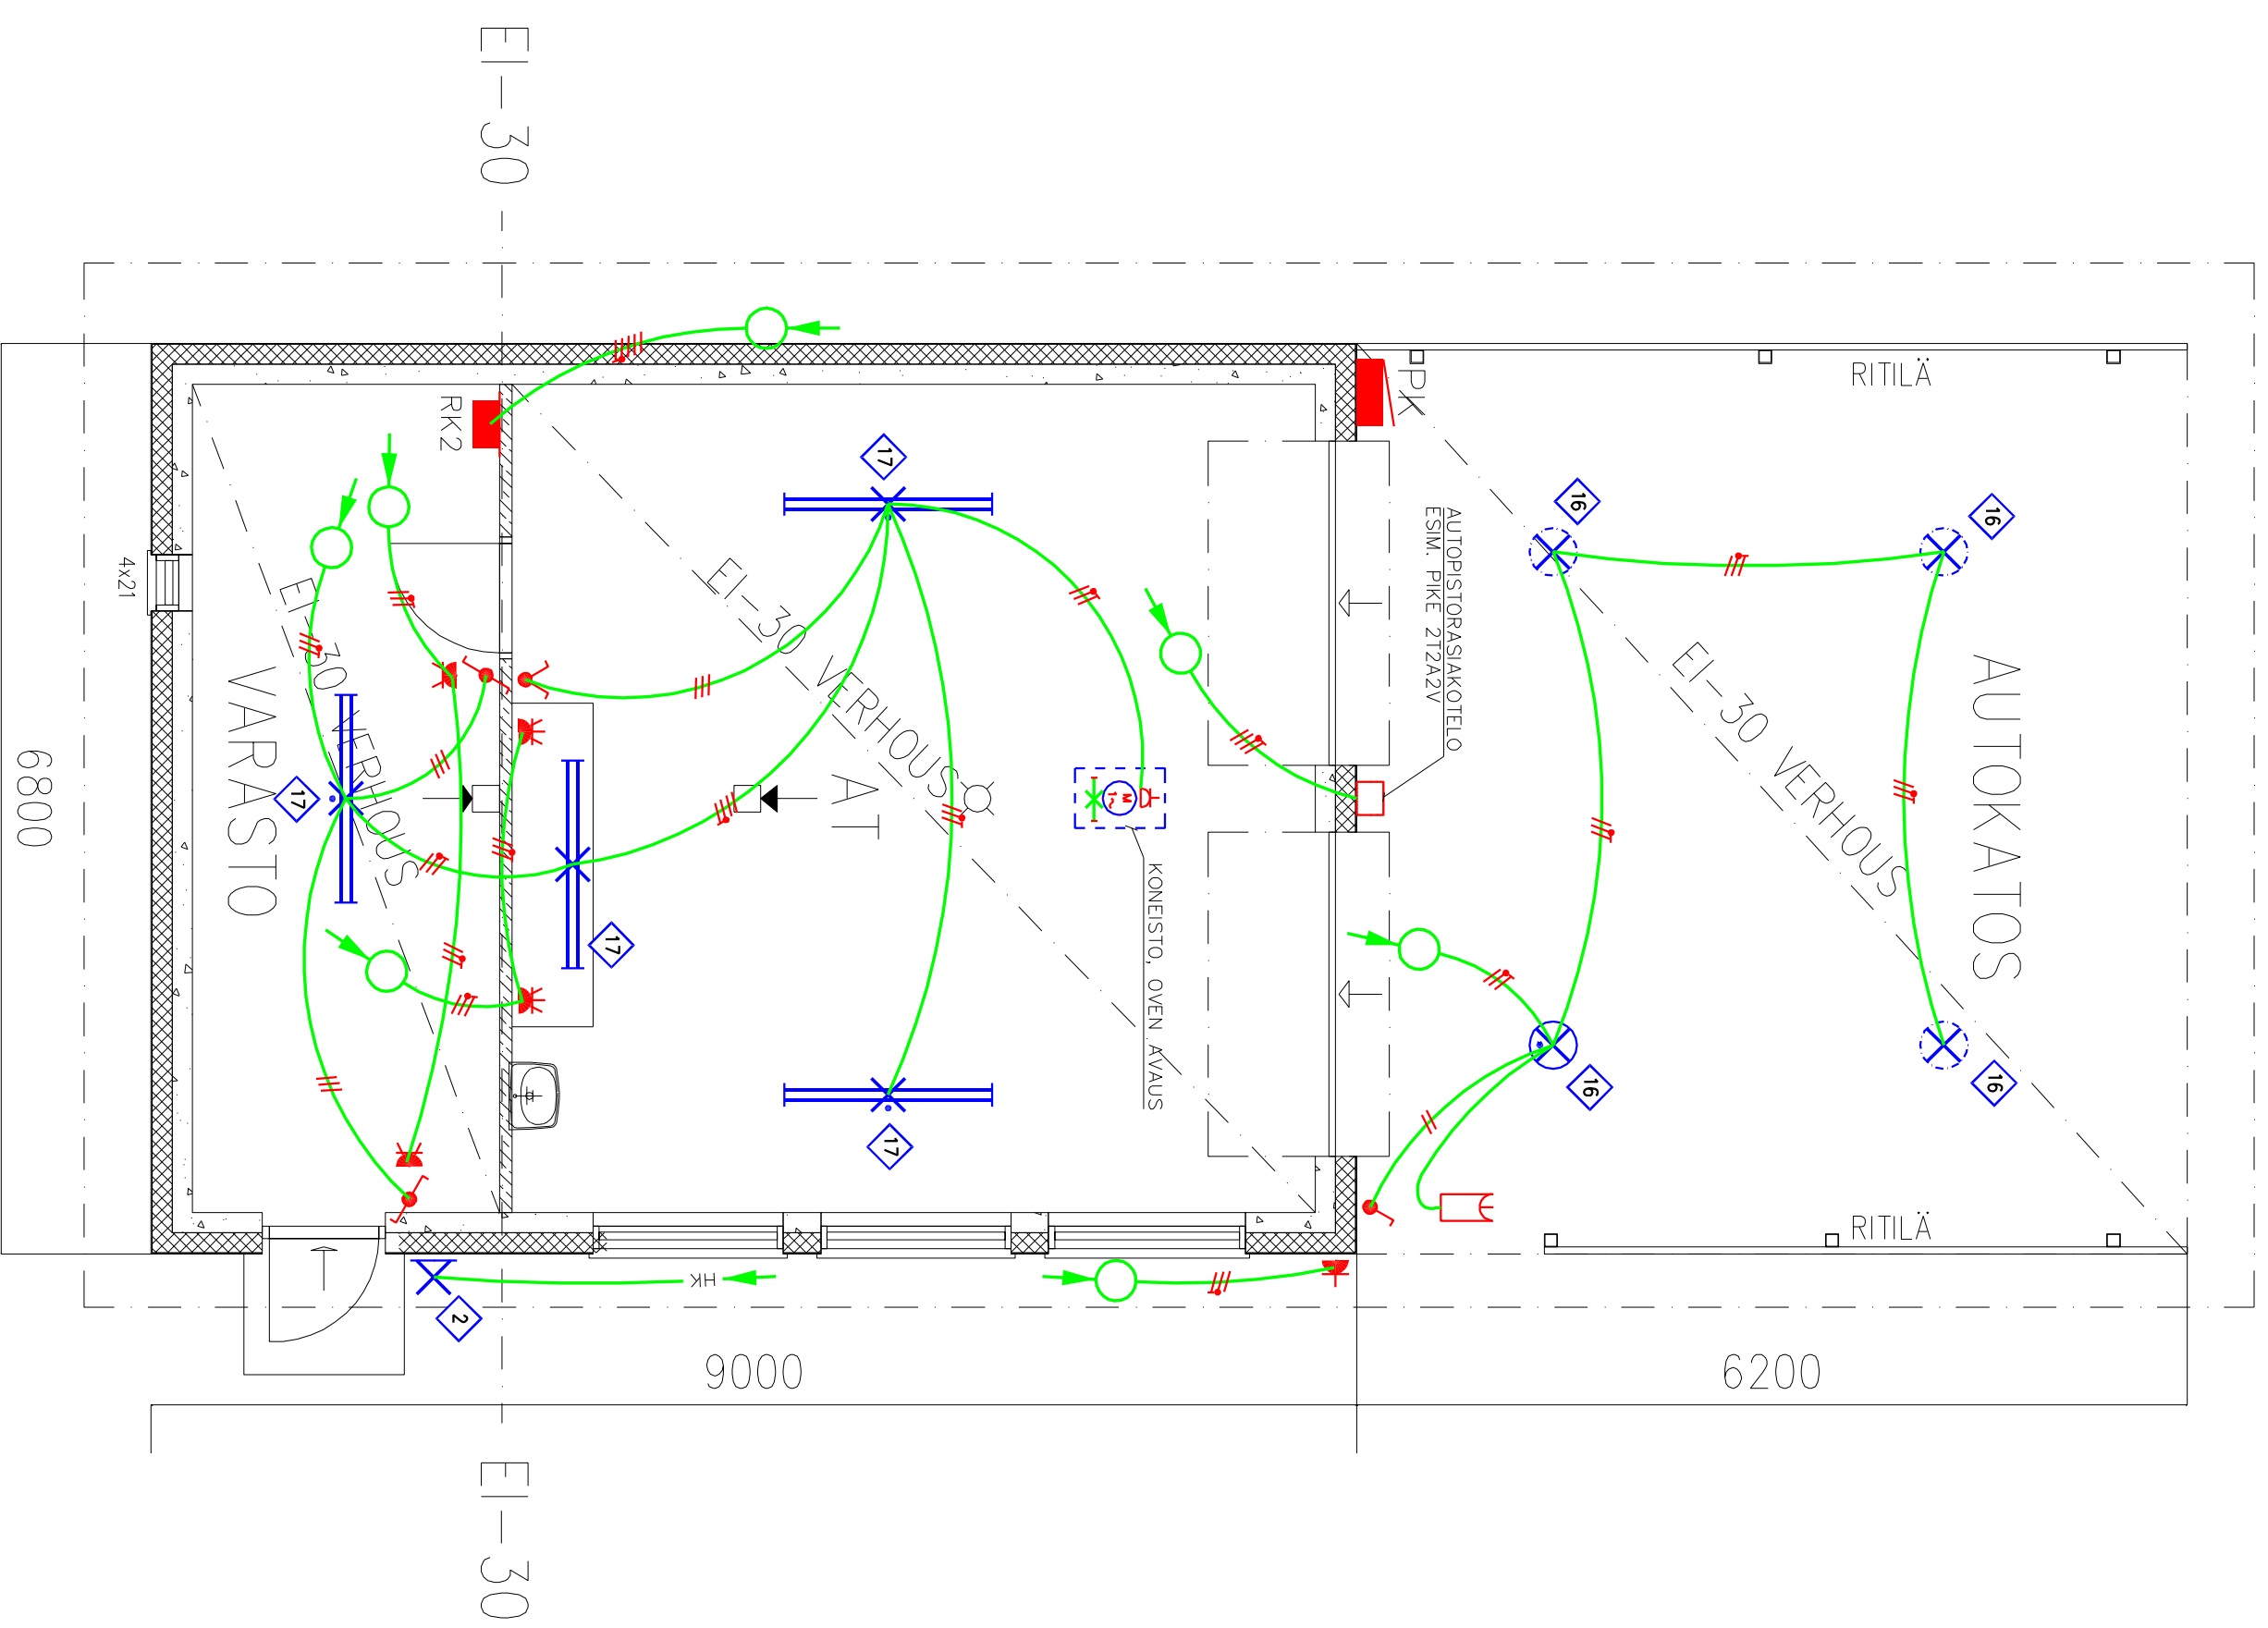 EI-30
RITILÄ
PK
RK2
17
16
16
AUTOPISTORASIAKOTELO
ESIM. PIKE 2T2A2V
4x21
EI-30 VERHOUS
EI-30 VERHOUS
EI-30 VERHOUS
AUTOKATOS
VARASTO
AT
M
1~
6800
17
KONEISTO, OVEN AVAUS
17
16
16
17
RITILÄ
HK
2
9000
6200
EI-30